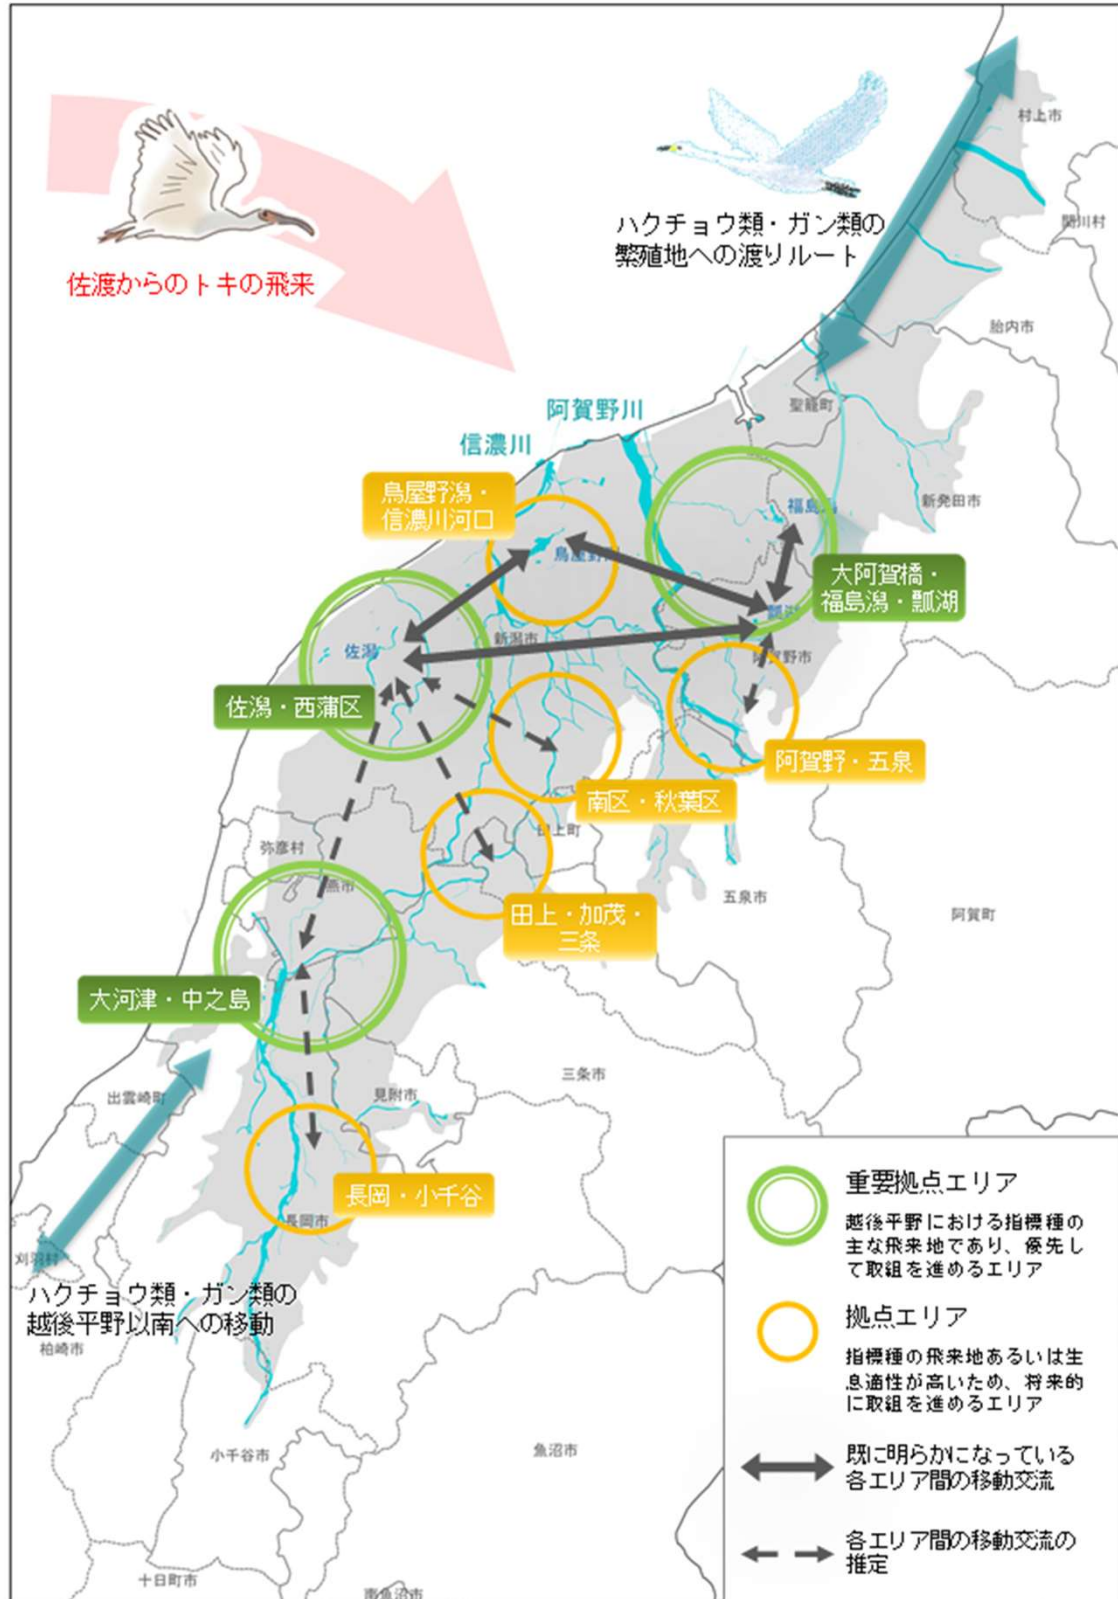 村上市
関川村
ハクチョウ類・ガン類の
繁殖地への渡りルート
佐渡からのトキの飛来
胎内市
聖籠町
阿賀野川
信濃川
鳥屋野潟・
信濃川河口
新発田市
福島潟
鳥屋野潟
大阿賀橋・
福島潟・瓢湖
瓢湖
新潟市
佐潟
阿賀野市
佐潟・西蒲区
阿賀野・五泉
南区・秋葉区
田上町
弥彦村
燕市
五泉市
田上・加茂・
三条
阿賀町
大河津・中之島
三条市
見附市
出雲崎町
長岡・小千谷
長岡市
刈羽村
ハクチョウ類・ガン類の
越後平野以南への移動
柏崎市
小千谷市
魚沼市
十日町市
南魚沼市
重要拠点エリア
越後平野における指標種の
主な飛来地であり、優先し
て取組を進めるエリア
拠点エリア
指標種の飛来地あるいは生
息適性が高いため、将来的
に取組を進めるエリア
既に明らかになっている
各エリア間の移動交流
各エリア間の移動交流の
推定